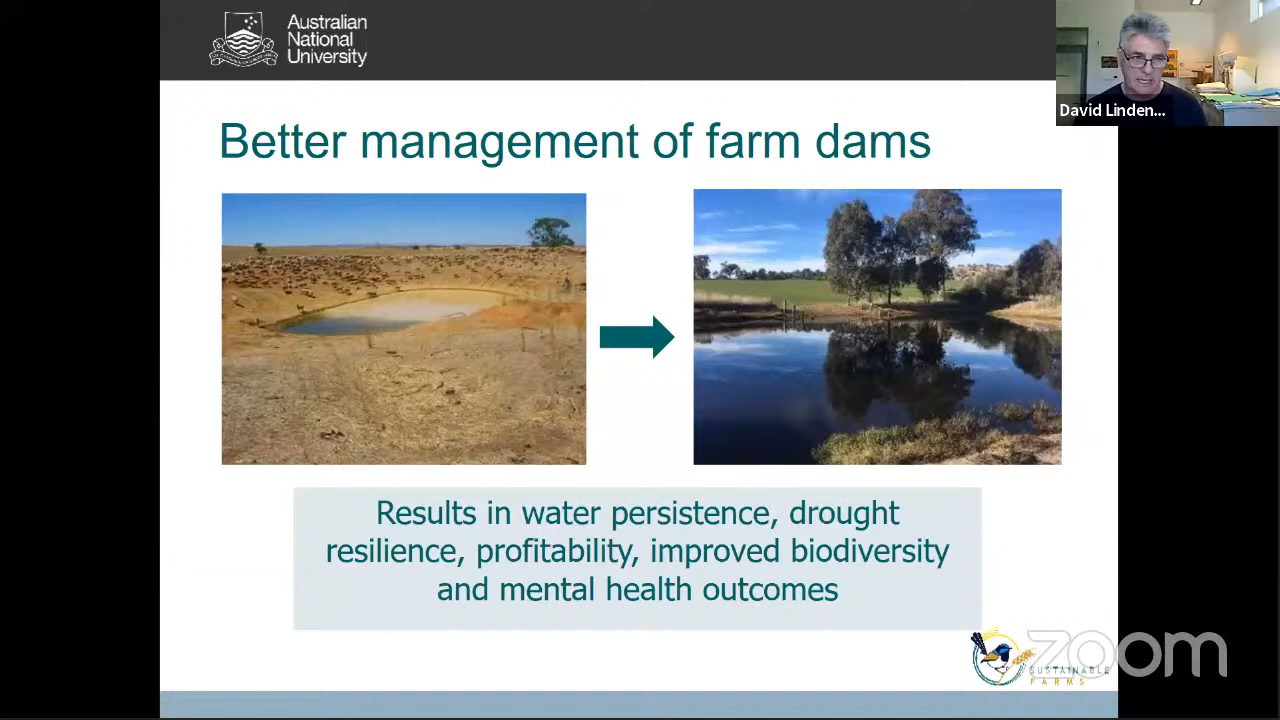 Australian
National
University
David Linden...
Better management of farm dams
Results in water persistence, drought
resilience, profitability, improved biodiversity
and mental health outcomes
zoom
SUSTAINABLE
FARMS